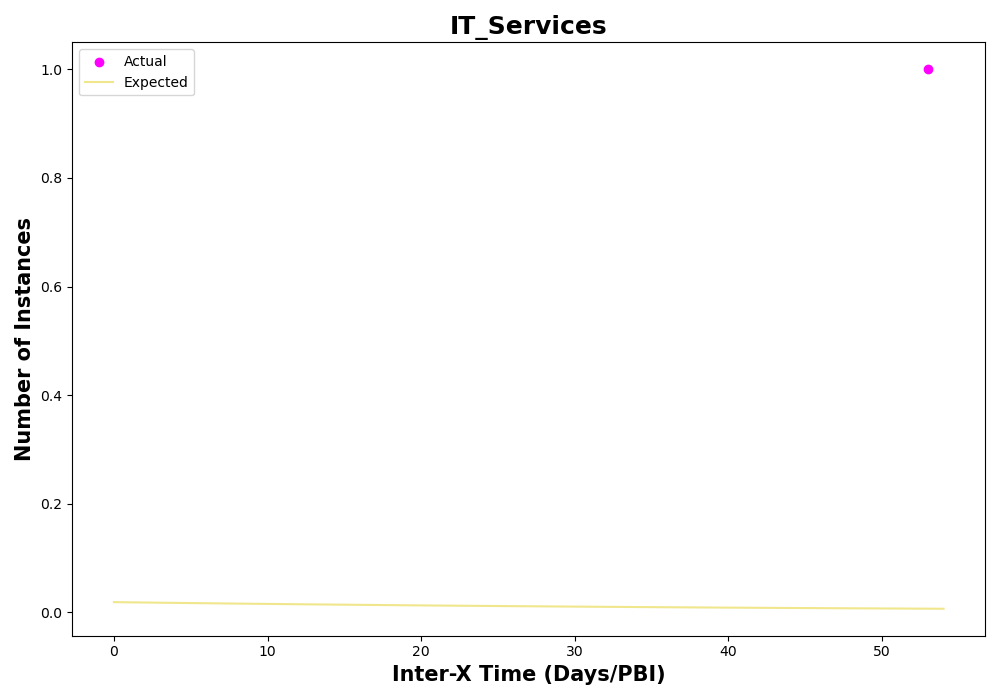 IT_Services
Actual
Expected
Number of Instances
1.0
0.8
0.6
0.4
0.2
0.0
0 10 20 30 40 50
Inter-X Time (Days/PBI)